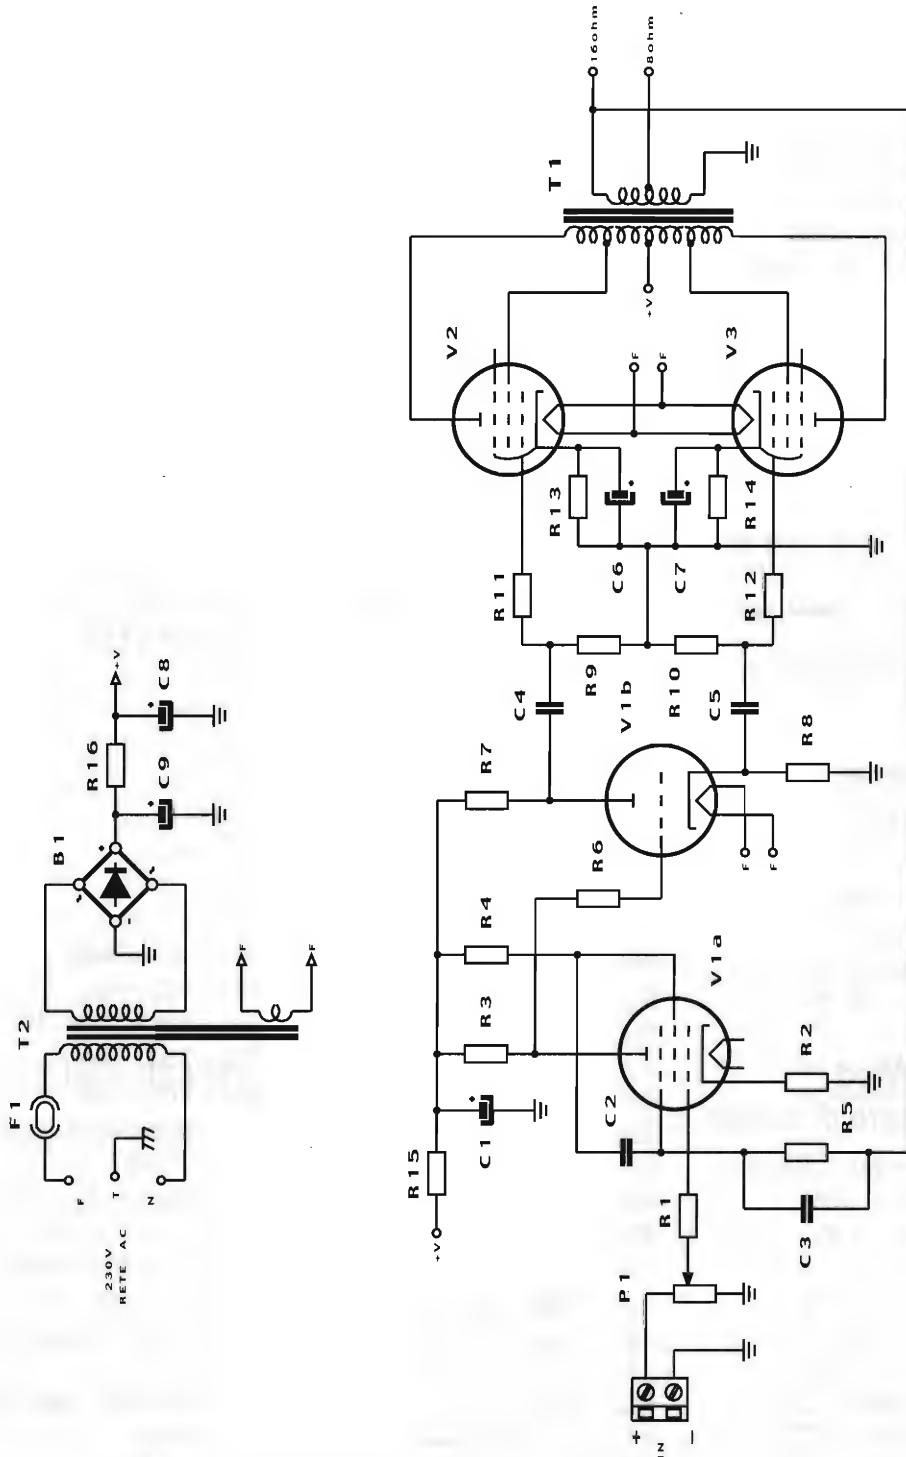 F1
T2
B1
R16
C9
C8
+V
F
T
N
230V
RETE AC
+
-
~
~
F
F
16ohm
8ohm
T1
+V
V2
V3
F
F
R13
C6
C7
R14
R11
R12
R9
R10
C4
C5
V1b
R7
R8
R6
F
F
R4
R3
V1a
R2
C2
C1
R5
R15
+V
R1
C3
P1
+
-